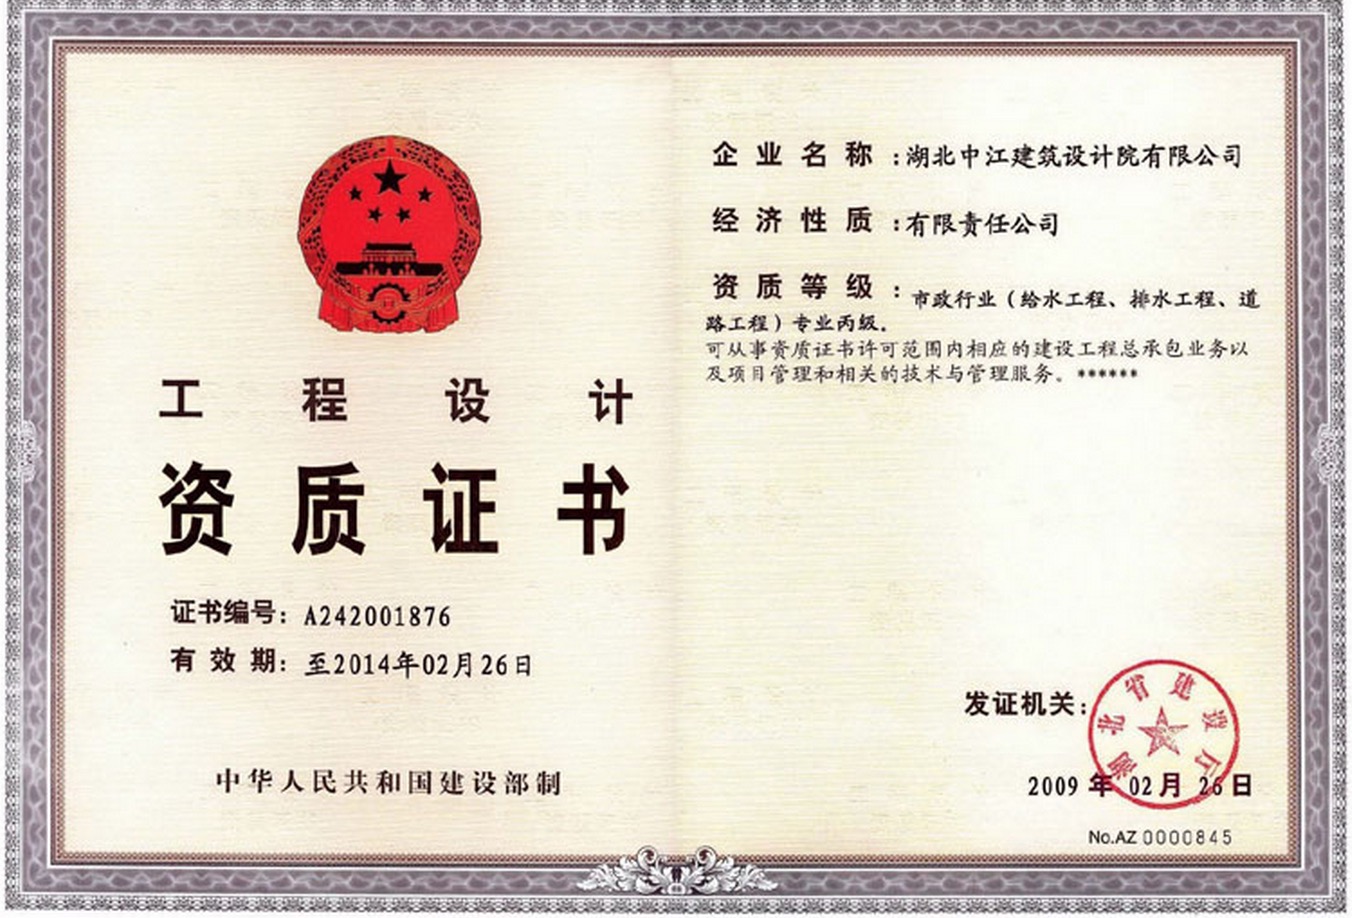 工程设计
资质证书
证书编号：A242001876
有效期：至2014年02月26日
中华人民共和国建设部制
企业名称：湖北中江建筑设计院有限公司
经济性质：有限责任公司
资质等级：市政行业（给水工程、排水工程、道
路工程）专业丙级。
可从事资质证书许可范围内相应的建设工程总承包业务以
及项目管理和相关的技术与管理服务。******
发证机关：
湖北省建设厅
2009年02月26日
No.AZ 0000845